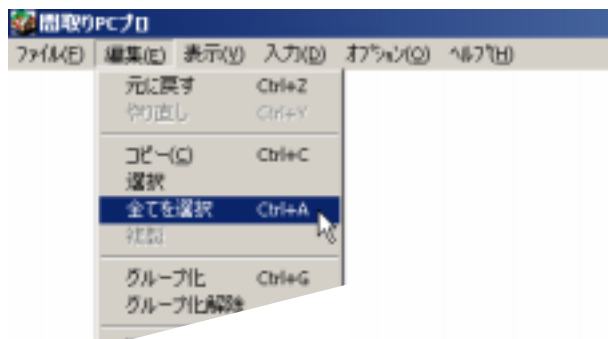 間取りPCプロ
ファイル(F) 編集(E) 表示(V) 入力(D) オプション(O) ヘルプ(H)
元に戻す Ctrl+Z
やり直し Ctrl+Y
コピー(C) Ctrl+C
選択
全てを選択 Ctrl+A
複製
グループ化 Ctrl+G
グループ化解除